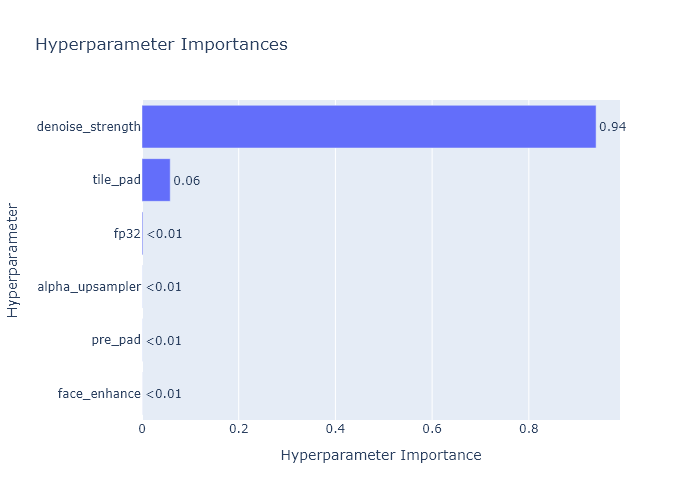 Hyperparameter Importances
denoise_strength 0.94
tile_pad 0.06
fp32 <0.01
alpha_upsampler <0.01
pre_pad <0.01
face_enhance <0.01
0 0.2 0.4 0.6 0.8
Hyperparameter Importance
Hyperparameter